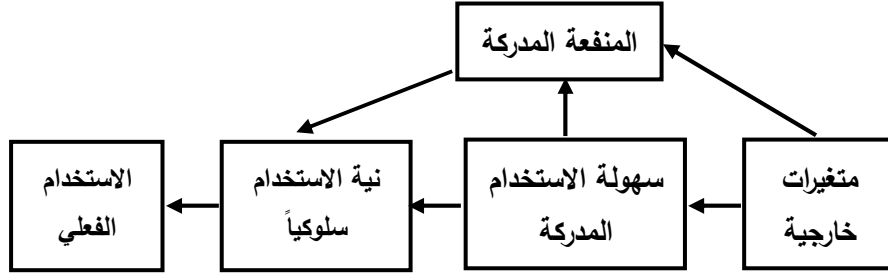 المنفعة المدركة
متغيرات
خارجية
سهولة الاستخدام
المدركة
نية الاستخدام
سلوكياً
الاستخدام
الفعلي